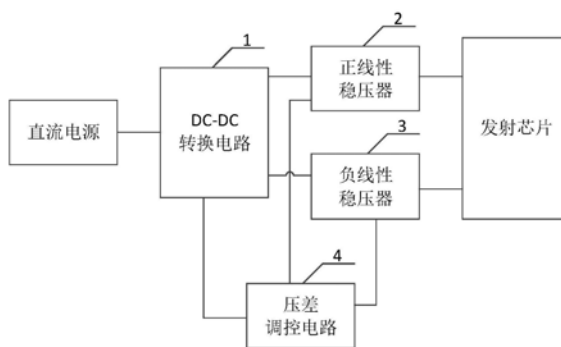 1
2
3
4
直流电源
DC-DC
转换电路
正线性
稳压器
负线性
稳压器
发射芯片
压差
调控电路